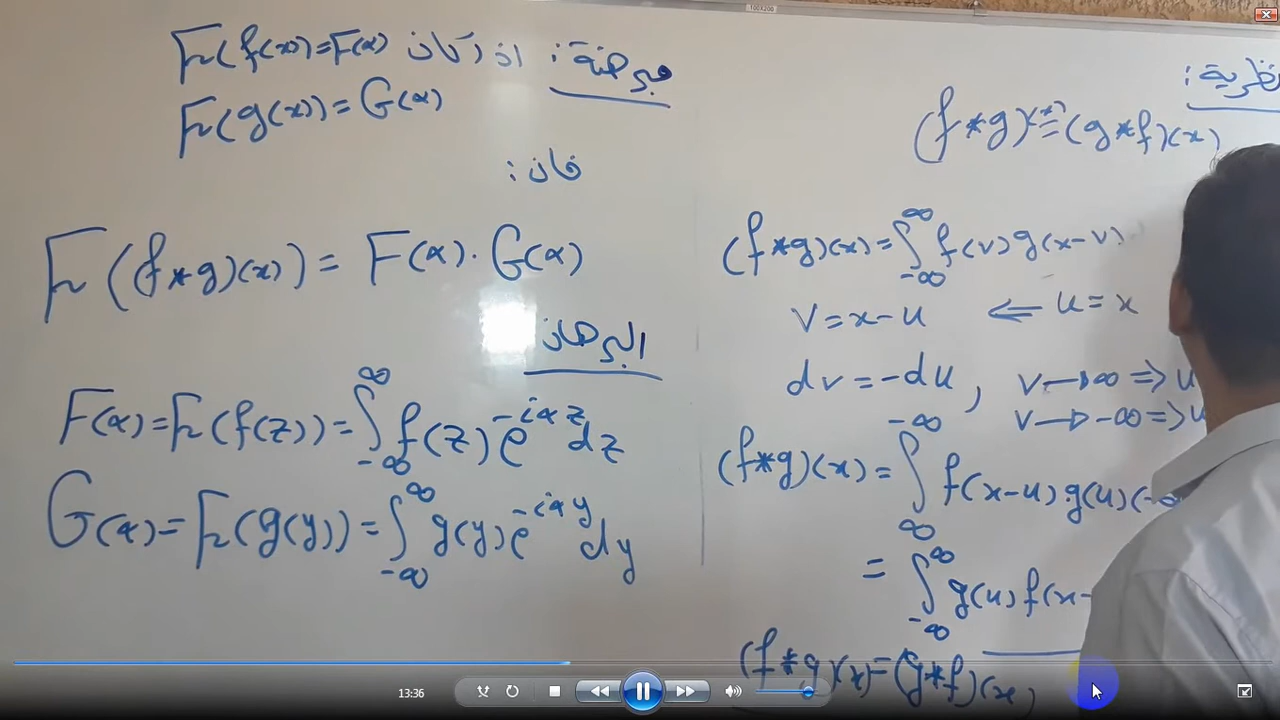 نظرية:
(f*g)(x)=(g*f)(x)
(f*g)(x)=∫_{-∞}^{∞} f(v)g(x-v)
v=x-u ⇐ u=x
dv=-du, v→∞ ⇒ u
v→-∞ ⇒ u
(f*g)(x)=∫_{∞}^{-∞} f(x-u).g(u)(-
=∫_{-∞}^{∞} g(u)f(x-
(f*g)(x)=(g*f)(x)
مبرهنة: اذا كان Fr(f(x)=F(α)
Fr(g(x))=G(α)
فان:
Fr((f*g)(x))=F(α).G(α)
البرهان
F(α)=Fr(f(z))=∫_{-∞}^{∞} f(z)e^{-iαz}dz
G(α)=Fr(g(y))=∫_{-∞}^{∞} g(y)e^{-iαy}dy
13:36